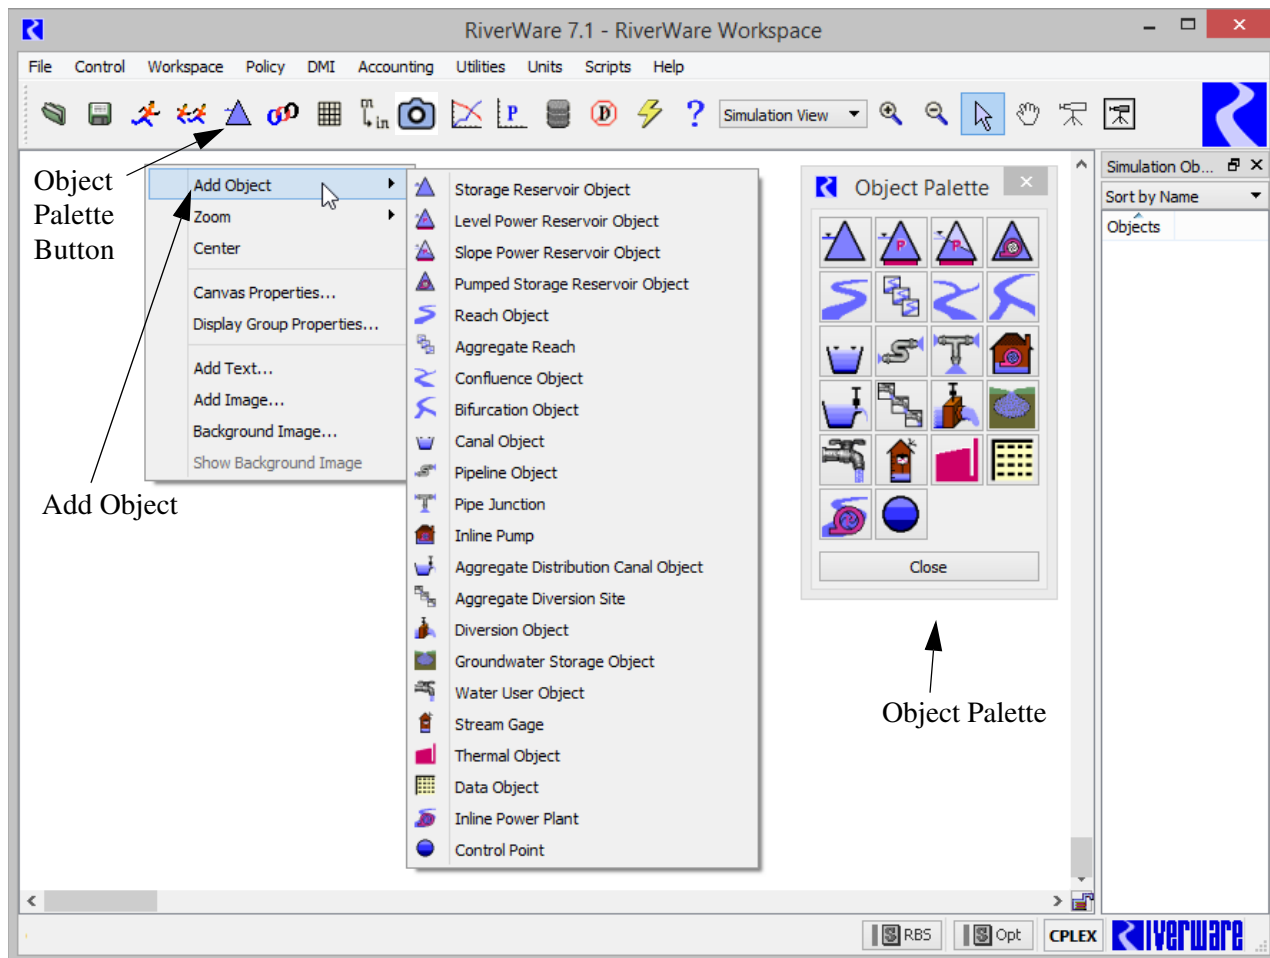 RiverWare 7.1 - RiverWare Workspace
File Control Workspace Policy DMI Accounting Utilities Units Scripts Help
Simulation View
Object
Palette
Button
Add Object
Zoom
Center
Canvas Properties...
Display Group Properties...
Add Text...
Add Image...
Background Image...
Show Background Image
Add Object
Storage Reservoir Object
Level Power Reservoir Object
Slope Power Reservoir Object
Pumped Storage Reservoir Object
Reach Object
Aggregate Reach
Confluence Object
Bifurcation Object
Canal Object
Pipeline Object
Pipe Junction
Inline Pump
Aggregate Distribution Canal Object
Aggregate Diversion Site
Diversion Object
Groundwater Storage Object
Water User Object
Stream Gage
Thermal Object
Data Object
Inline Power Plant
Control Point
Object Palette
Close
Object Palette
Simulation Ob...
Sort by Name
Objects
RBS
Opt
CPLEX
Riverware